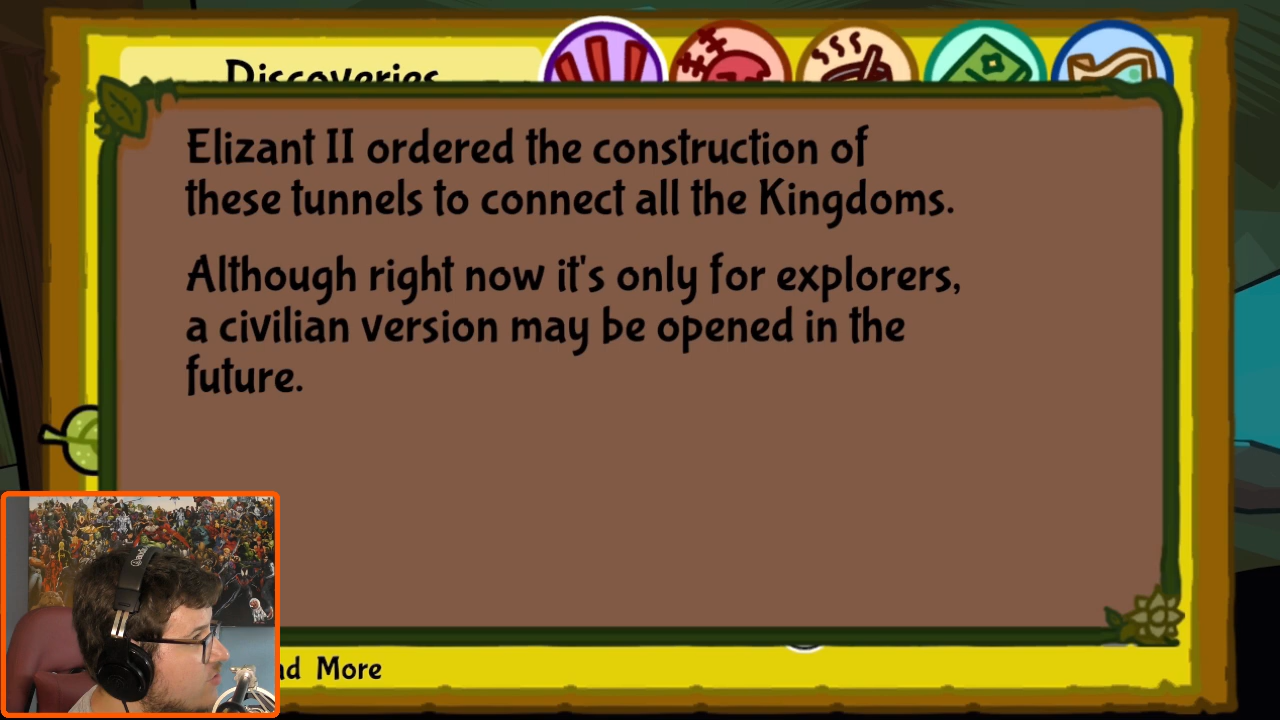 Discoveries
Elizant II ordered the construction of
these tunnels to connect all the Kingdoms.
Although right now it's only for explorers,
a civilian version may be opened in the
future.
More